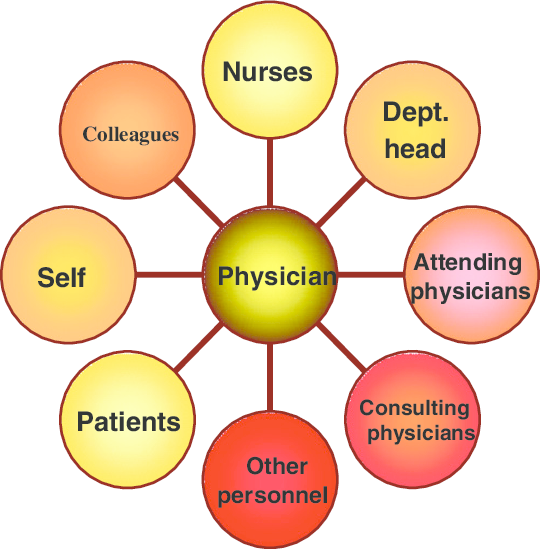 Nurses
Dept.
head
Colleagues
Attending
physicians
Self
Physician
Consulting
physicians
Patients
Other
personnel